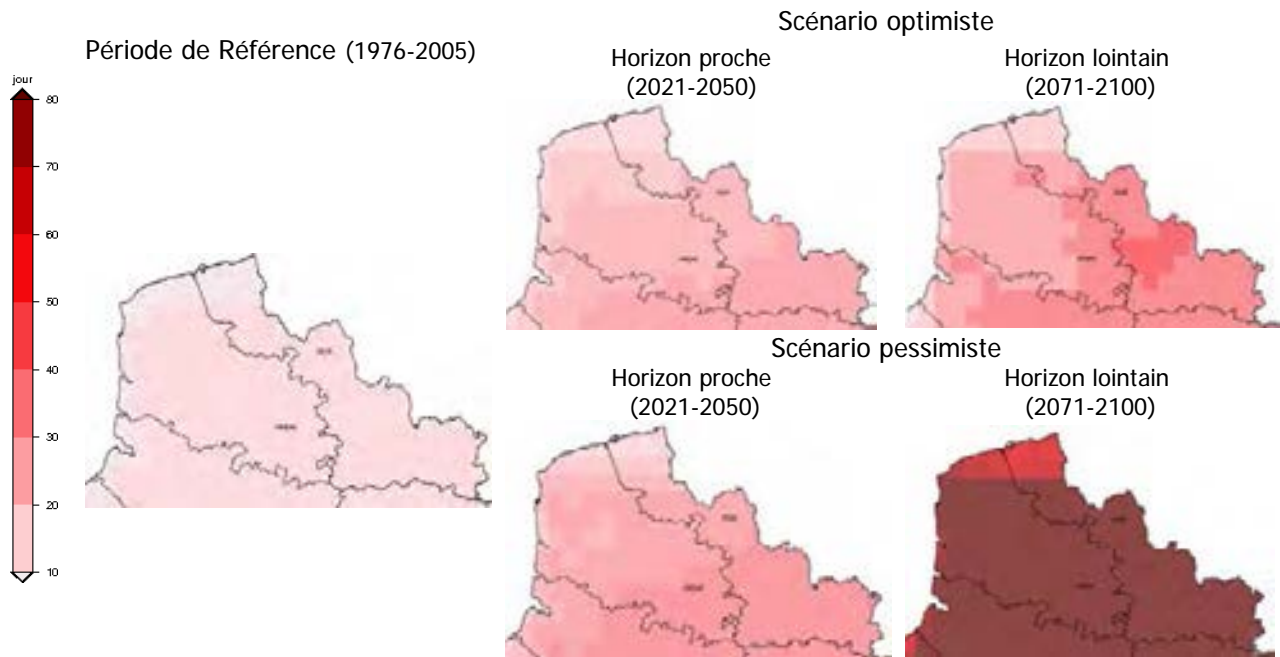 Scénario optimiste
Période de Référence (1976-2005)
Horizon proche
(2021-2050)
Horizon lointain
(2071-2100)
jour
80
70
60
50
40
30
20
10
Scénario pessimiste
Horizon proche
(2021-2050)
Horizon lointain
(2071-2100)